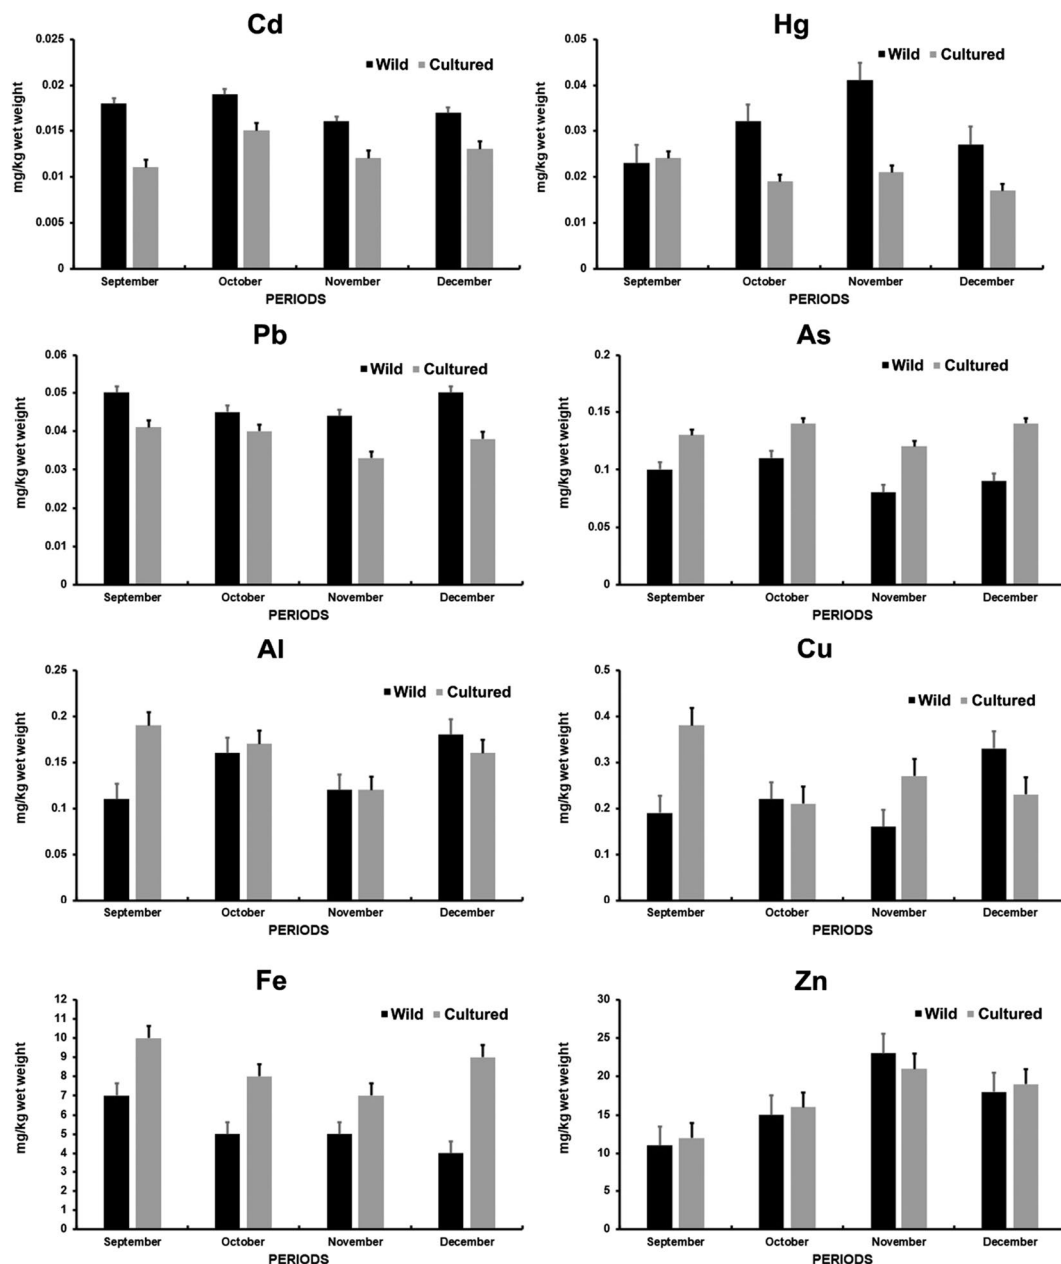 Cd
mg/kg wet weight
0.025
0.02
0.015
0.01
0.005
0
Wild Cultured
September October November December
PERIODS
Hg
mg/kg wet weight
0.05
0.04
0.03
0.02
0.01
0
Wild Cultured
September October November December
PERIODS
Pb
mg/kg wet weight
0.06
0.05
0.04
0.03
0.02
0.01
0
Wild Cultured
September October November December
PERIODS
As
mg/kg wet weight
0.2
0.15
0.1
0.05
0
Wild Cultured
September October November December
PERIODS
Al
mg/kg wet weight
0.25
0.2
0.15
0.1
0.05
0
Wild Cultured
September October November December
PERIODS
Cu
mg/kg wet weight
0.5
0.4
0.3
0.2
0.1
0
Wild Cultured
September October November December
PERIODS
Fe
mg/kg wet weight
12
11
10
9
8
7
6
5
4
3
2
1
0
Wild Cultured
September October November December
PERIODS
Zn
mg/kg wet weight
30
25
20
15
10
5
0
Wild Cultured
September October November December
PERIODS